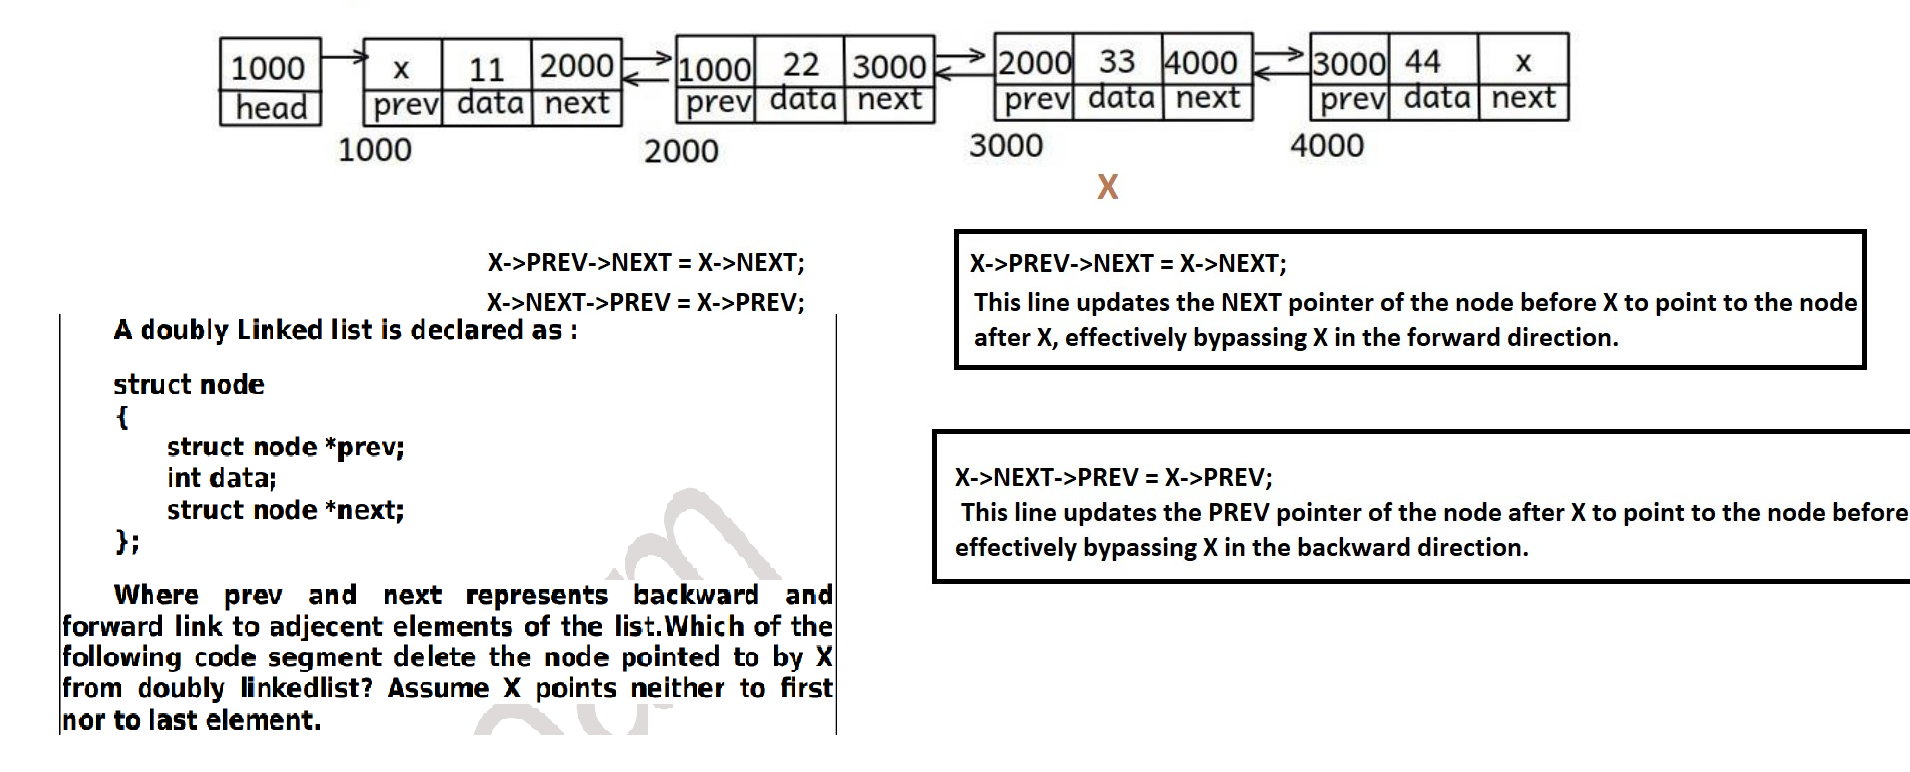 1000 x 11 2000 1000 22 3000 2000 33 4000 3000 44 x
head prev data next prev data next prev data next prev data next
1000 2000 3000 4000
X
X->PREV->NEXT = X->NEXT;
X->NEXT->PREV = X->PREV;
A doubly Linked list is declared as :
struct node
{
struct node *prev;
int data;
struct node *next;
};
Where prev and next represents backward and
forward link to adjecent elements of the list.Which of the
following code segment delete the node pointed to by X
from doubly linkedlist? Assume X points neither to first
nor to last element.
X->PREV->NEXT = X->NEXT;
This line updates the NEXT pointer of the node before X to point to the node
after X, effectively bypassing X in the forward direction.
X->NEXT->PREV = X->PREV;
This line updates the PREV pointer of the node after X to point to the node before
effectively bypassing X in the backward direction.